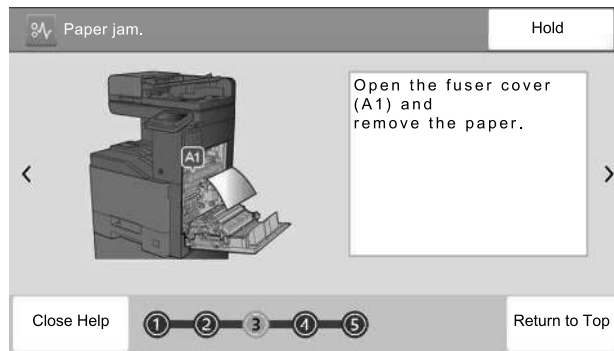 Paper jam.
Hold
Open the fuser cover
(A1) and
remove the paper.
A1
Close Help
1 2 3 4 5
Return to Top